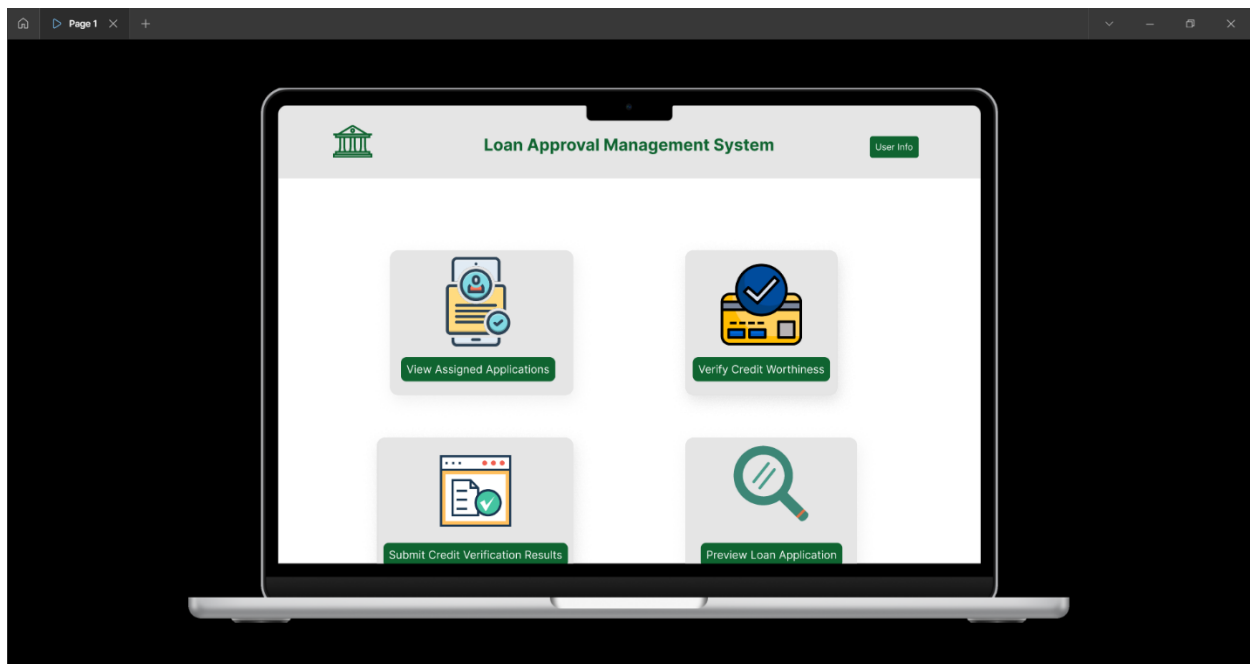 Page 1
Loan Approval Management System
User Info
View Assigned Applications
Verify Credit Worthiness
Submit Credit Verification Results
Preview Loan Application